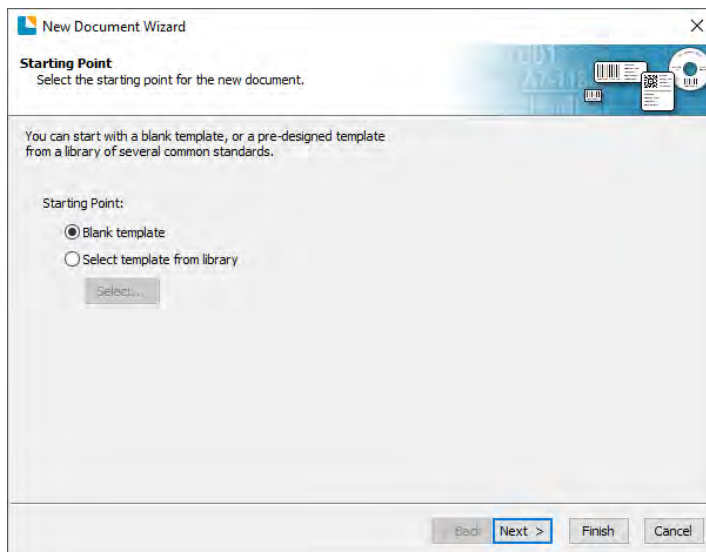 New Document Wizard
Starting Point
Select the starting point for the new document.
You can start with a blank template, or a pre-designed template
from a library of several common standards.
Starting Point:
Blank template
Select template from library
Select...
Back
Next >
Finish
Cancel